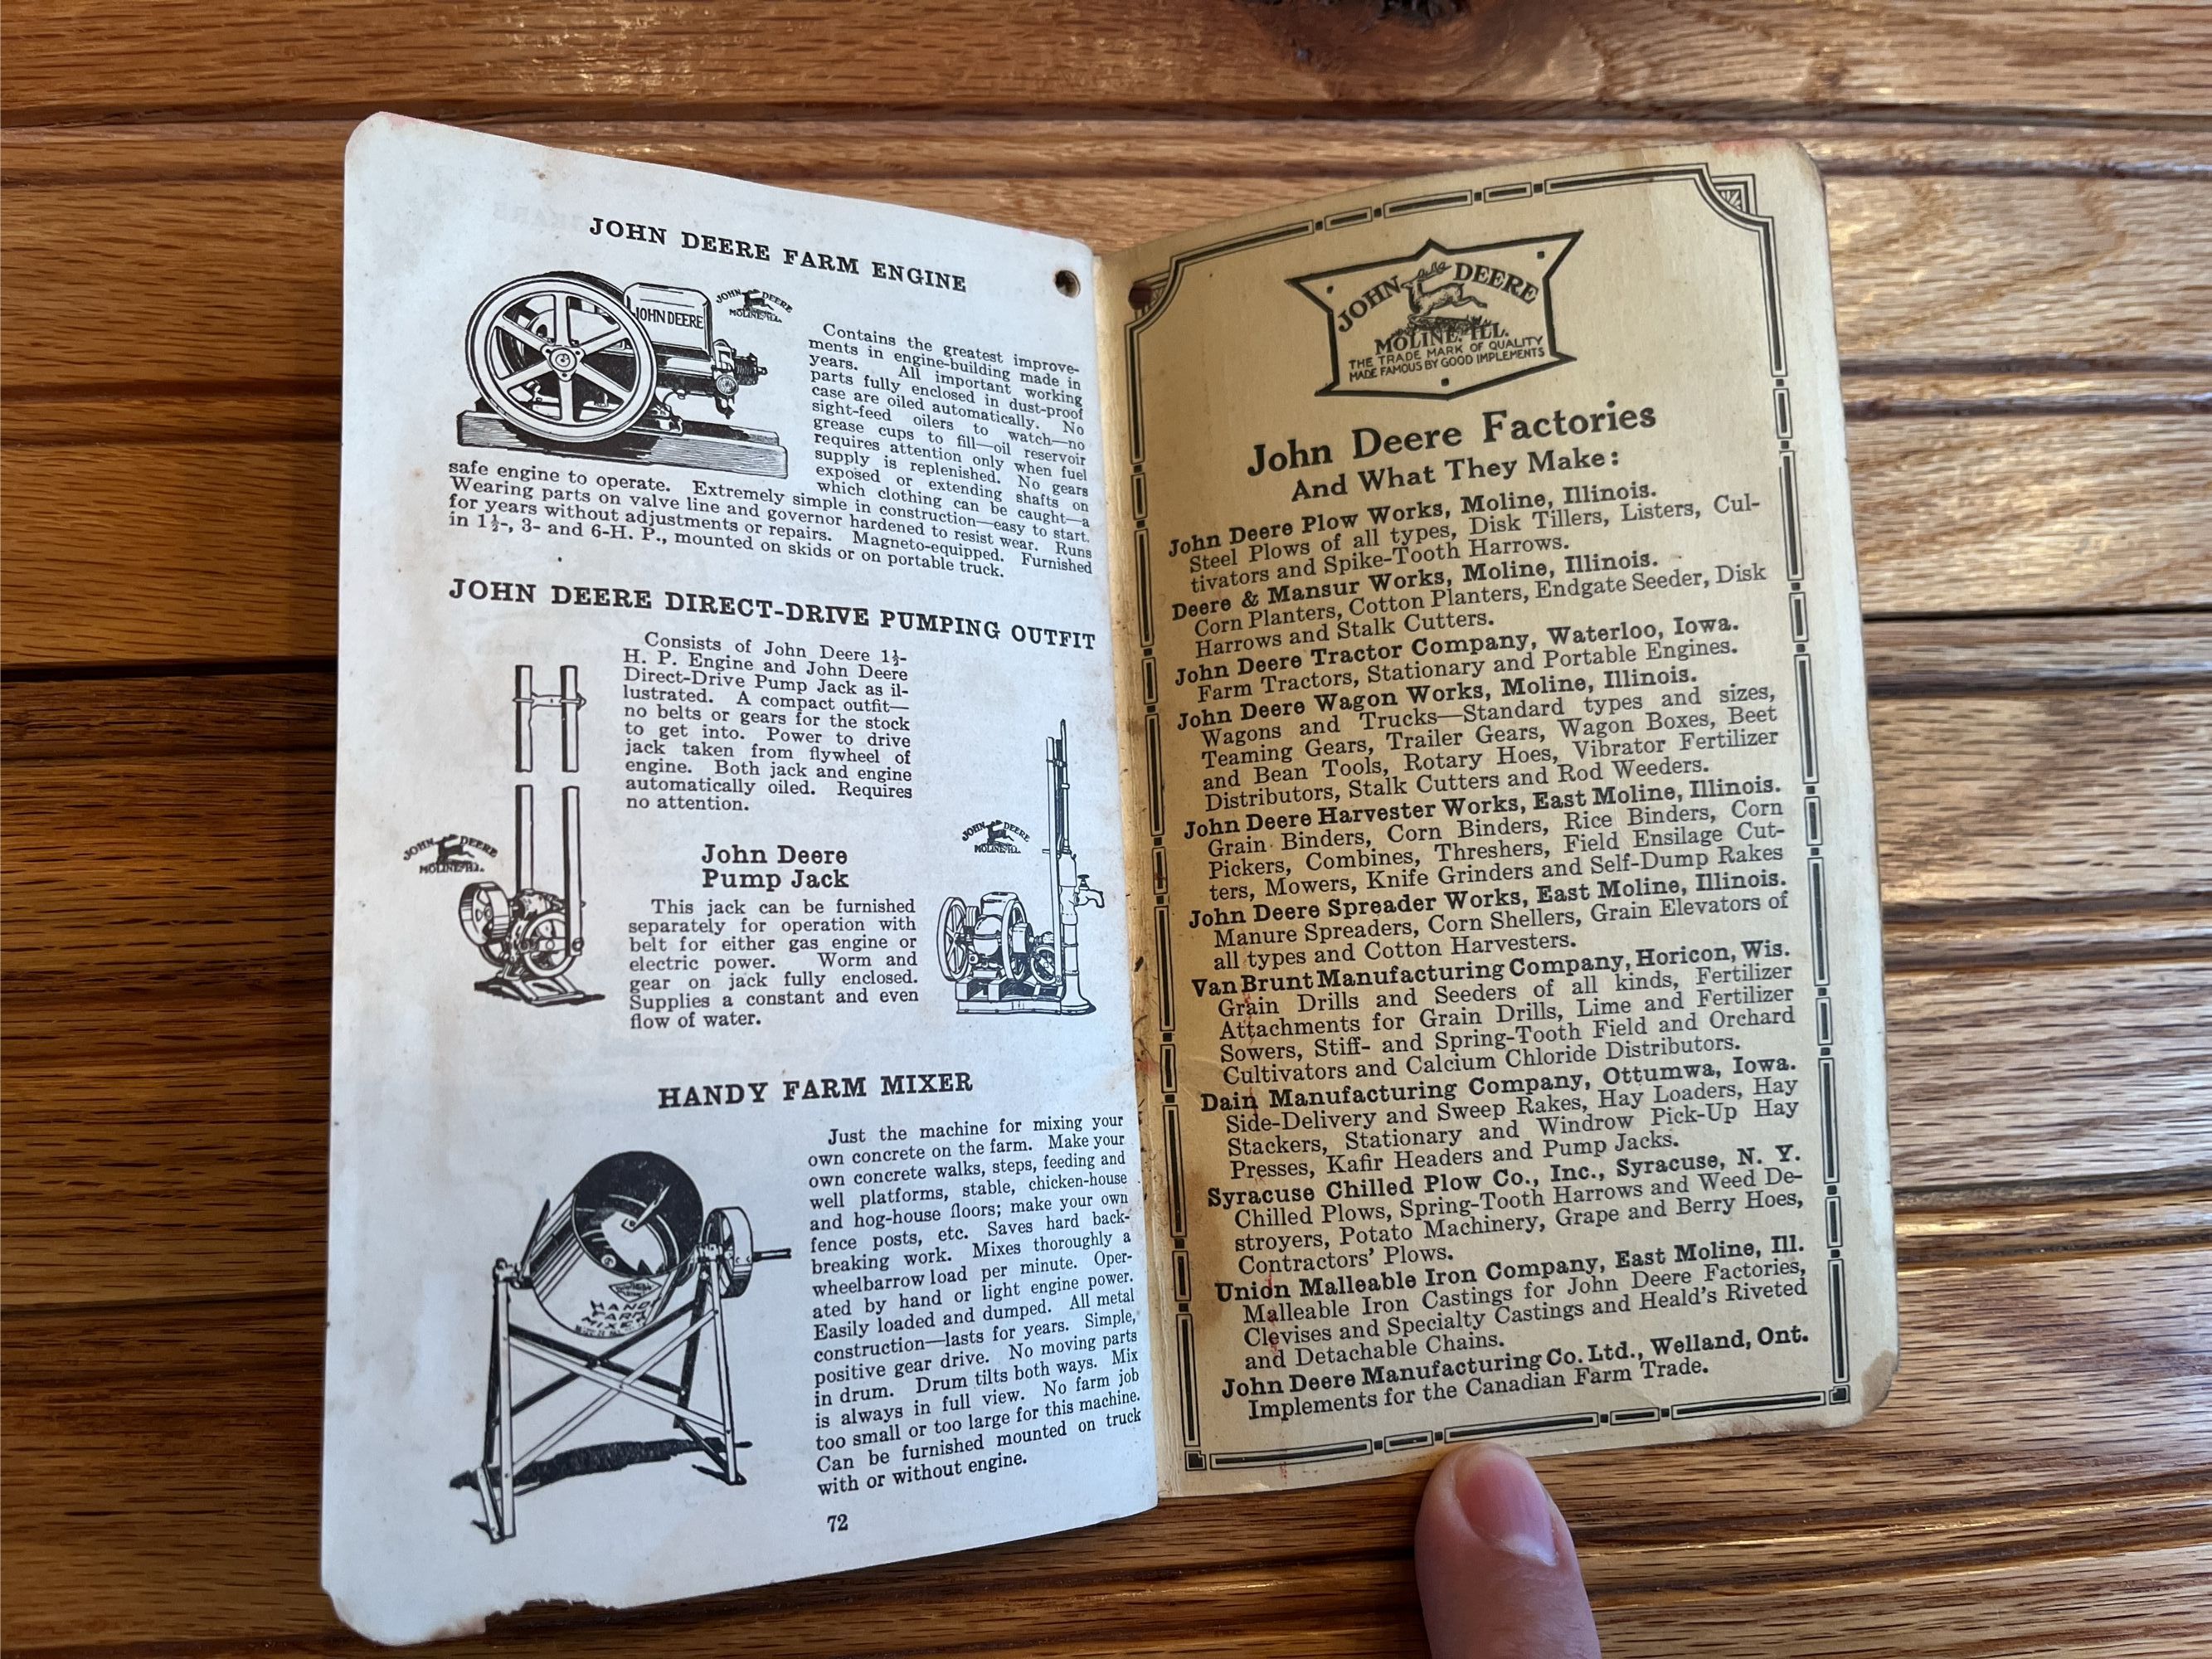 JOHN DEERE FARM ENGINE
JOHN DEERE
JOHN DEERE
MOLINE, ILL.
Contains the greatest improve-
ments in engine-building made in
years. All important working
parts fully enclosed in dust-proof
case are oiled automatically. No
sight-feed oilers to watch—no
grease cups to fill—oil reservoir
requires attention only when fuel
supply is replenished. No gears
exposed or extending shafts on
which clothing can be caught—a
safe engine to operate. Extremely simple in construction—easy to start.
Wearing parts on valve line and governor hardened to resist wear. Runs
for years without adjustments or repairs. Magneto-equipped. Furnished
in 1½-, 3- and 6-H. P., mounted on skids or on portable truck.
JOHN DEERE DIRECT-DRIVE PUMPING OUTFIT
Consists of John Deere 1½-
H. P. Engine and John Deere
Direct-Drive Pump Jack as il-
lustrated. A compact outfit—
no belts or gears for the stock
to get into. Power to drive
jack taken from flywheel of
engine. Both jack and engine
automatically oiled. Requires
no attention.
JOHN DEERE
MOLINE, ILL.
JOHN DEERE
MOLINE, ILL.
John Deere
Pump Jack
This jack can be furnished
separately for operation with
belt for either gas engine or
electric power. Worm and
gear on jack fully enclosed.
Supplies a constant and even
flow of water.
HANDY FARM MIXER
HANDY
FARM
MIXER
Just the machine for mixing your
own concrete on the farm. Make your
own concrete walks, steps, feeding and
well platforms, stable, chicken-house
and hog-house floors; make your own
fence posts, etc. Saves hard back-
breaking work. Mixes thoroughly a
wheelbarrow load per minute. Oper-
ated by hand or light engine power.
Easily loaded and dumped. All metal
construction—lasts for years. Simple,
positive gear drive. No moving parts
in drum. Drum tilts both ways. Mix
is always in full view. No farm job
too small or too large for this machine.
Can be furnished mounted on truck
with or without engine.
72
JOHN DEERE
MOLINE, ILL.
THE TRADE MARK OF QUALITY
MADE FAMOUS BY GOOD IMPLEMENTS
John Deere Factories
And What They Make:
John Deere Plow Works, Moline, Illinois.
Steel Plows of all types, Disk Tillers, Listers, Cul-
tivators and Spike-Tooth Harrows.
Deere & Mansur Works, Moline, Illinois.
Corn Planters, Cotton Planters, Endgate Seeder, Disk
Harrows and Stalk Cutters.
John Deere Tractor Company, Waterloo, Iowa.
Farm Tractors, Stationary and Portable Engines.
John Deere Wagon Works, Moline, Illinois.
Wagons and Trucks—Standard types and sizes,
Teaming Gears, Trailer Gears, Wagon Boxes, Beet
and Bean Tools, Rotary Hoes, Vibrator Fertilizer
Distributors, Stalk Cutters and Rod Weeders.
John Deere Harvester Works, East Moline, Illinois.
Grain Binders, Corn Binders, Rice Binders, Corn
Pickers, Combines, Threshers, Field Ensilage Cut-
ters, Mowers, Knife Grinders and Self-Dump Rakes
John Deere Spreader Works, East Moline, Illinois.
Manure Spreaders, Corn Shellers, Grain Elevators of
all types and Cotton Harvesters.
Van Brunt Manufacturing Company, Horicon, Wis.
Grain Drills and Seeders of all kinds, Fertilizer
Attachments for Grain Drills, Lime and Fertilizer
Sowers, Stiff- and Spring-Tooth Field and Orchard
Cultivators and Calcium Chloride Distributors.
Dain Manufacturing Company, Ottumwa, Iowa.
Side-Delivery and Sweep Rakes, Hay Loaders, Hay
Stackers, Stationary and Windrow Pick-Up Hay
Presses, Kafir Headers and Pump Jacks.
Syracuse Chilled Plow Co., Inc., Syracuse, N. Y.
Chilled Plows, Spring-Tooth Harrows and Weed De-
stroyers, Potato Machinery, Grape and Berry Hoes,
Contractors' Plows.
Union Malleable Iron Company, East Moline, Ill.
Malleable Iron Castings for John Deere Factories,
Clevises and Specialty Castings and Heald's Riveted
and Detachable Chains.
John Deere Manufacturing Co. Ltd., Welland, Ont.
Implements for the Canadian Farm Trade.